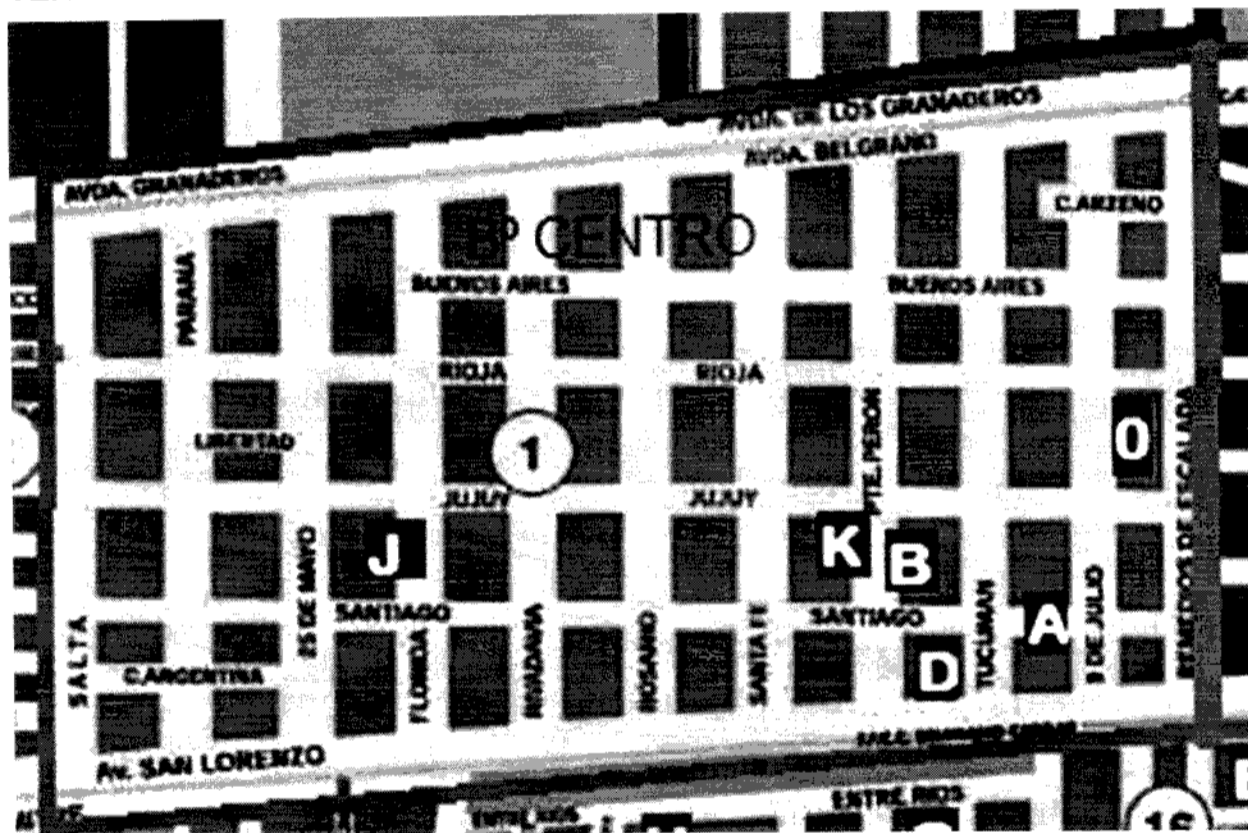 AVDA. DE LOS GRANADEROS
AVDA. BELGRANO
AVDA. GRANADEROS
C.ARZENO
Bº CENTRO
PARANA
BUENOS AIRES
BUENOS AIRES
RIOJA
RIOJA
LIBERTAD
1
PTE. PERON
O
REMEDIOS DE ESCALADA
JUJUY
JUJUY
J
K
B
25 DE MAYO
SANTIAGO
SANTIAGO
TUCUMAN
A
3 DE JULIO
SALTA
C.ARGENTINA
FLORIDA
RIVADAVIA
ROSARIO
SANTA FE
D
Av. SAN LORENZO
ENTRE RIOS